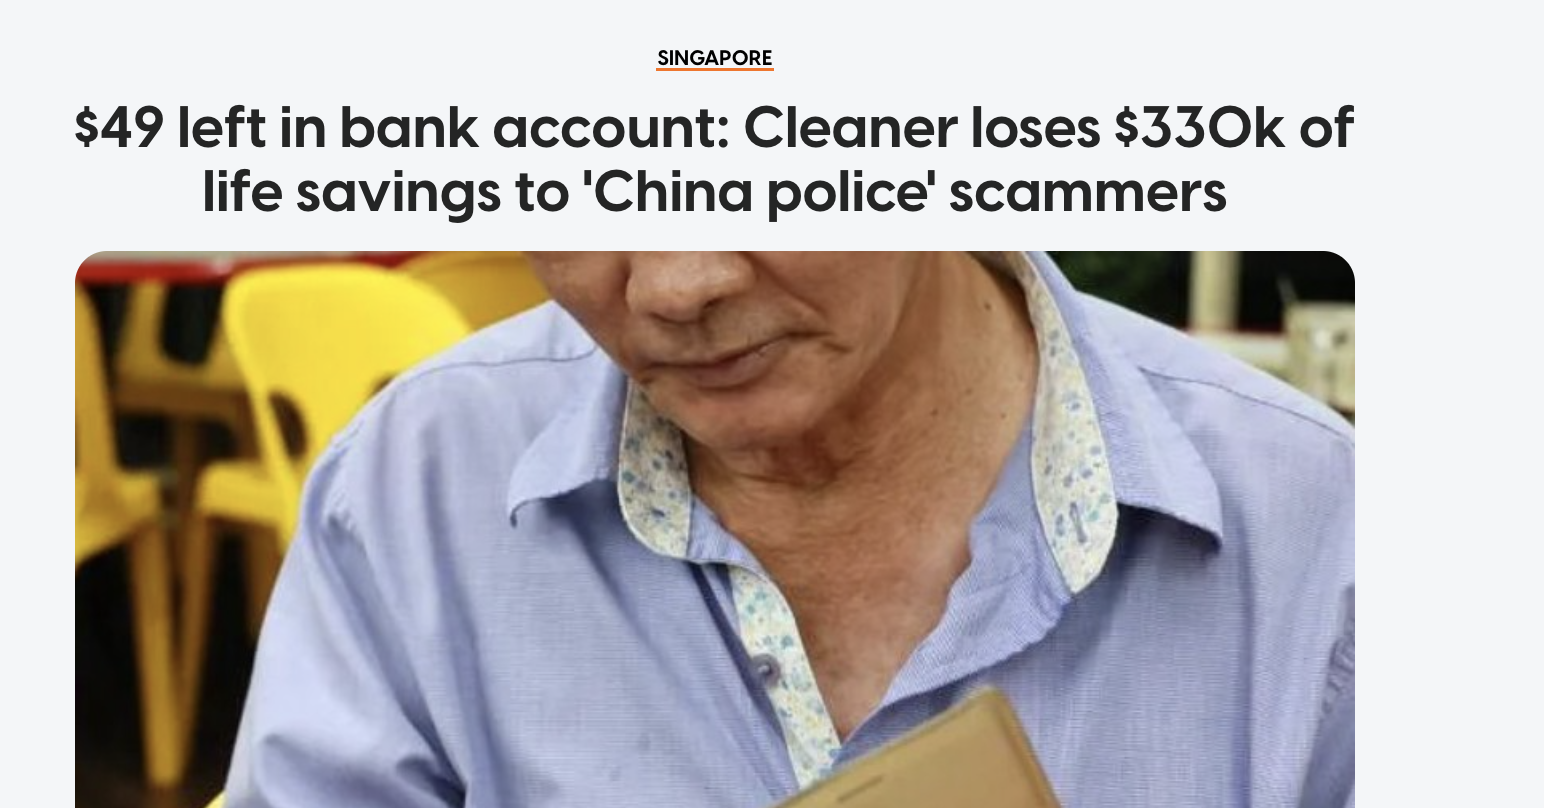 SINGAPORE
$49 left in bank account: Cleaner loses $330k of
life savings to 'China police' scammers